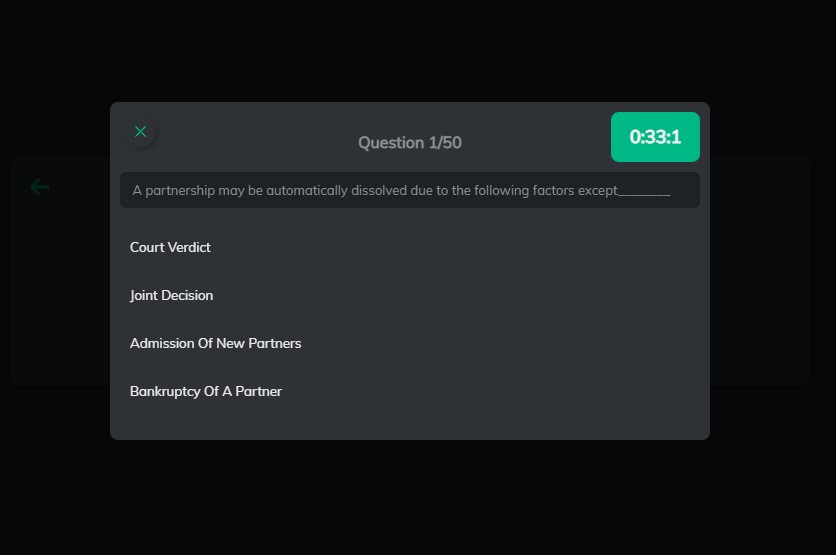 Question 1/50
0:33:1
A partnership may be automatically dissolved due to the following factors except________
Court Verdict
Joint Decision
Admission Of New Partners
Bankruptcy Of A Partner